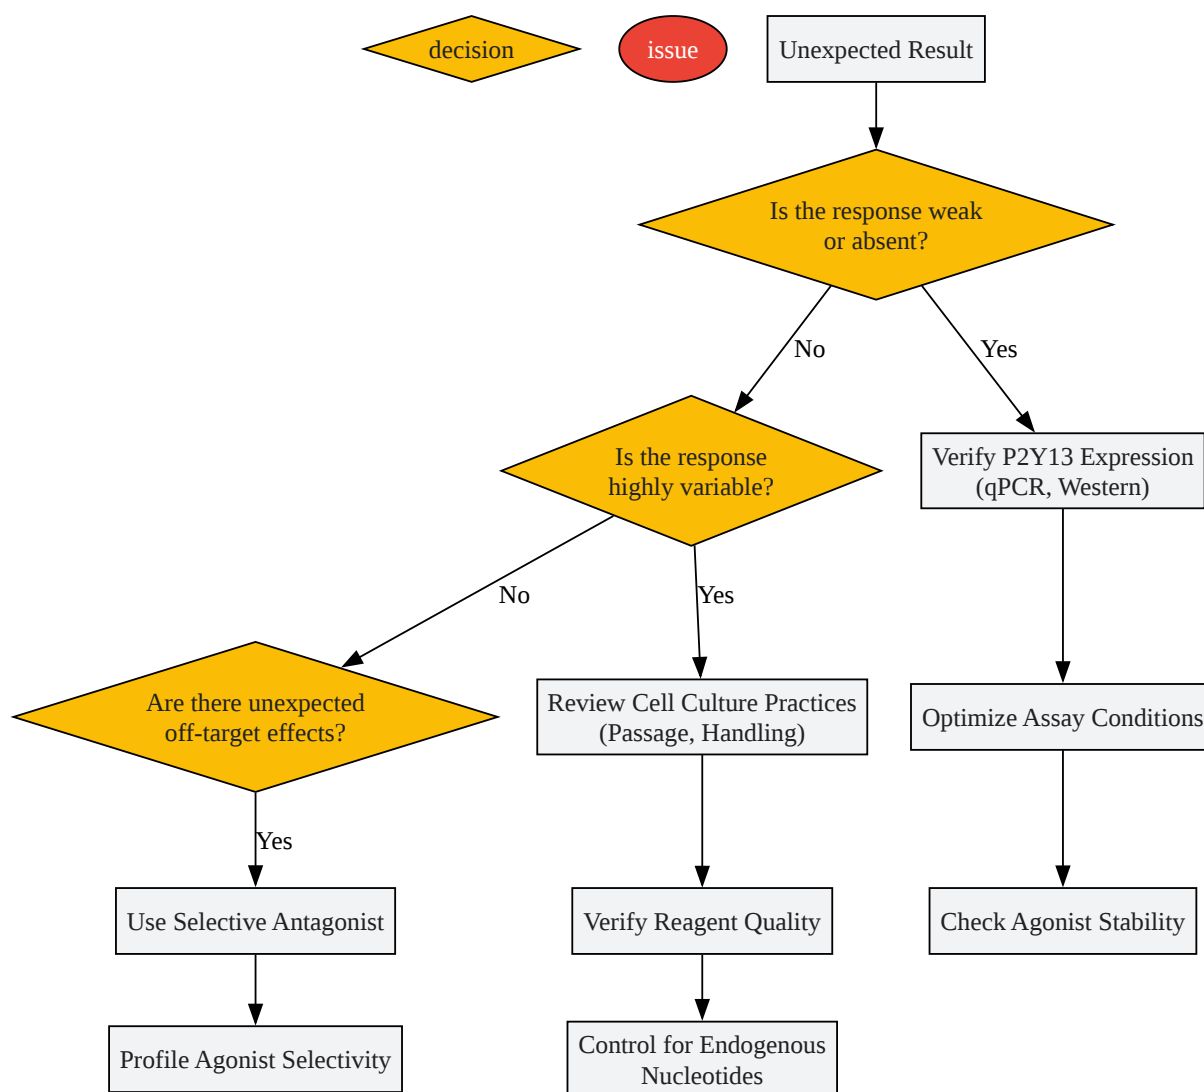 decision
issue
Unexpected Result
Is the response weak
or absent?
No
Yes
Is the response
highly variable?
Verify P2Y13 Expression
(qPCR, Western)
No
Yes
Are there unexpected
off-target effects?
Review Cell Culture Practices
(Passage, Handling)
Optimize Assay Conditions
Yes
Use Selective Antagonist
Verify Reagent Quality
Check Agonist Stability
Profile Agonist Selectivity
Control for Endogenous
Nucleotides